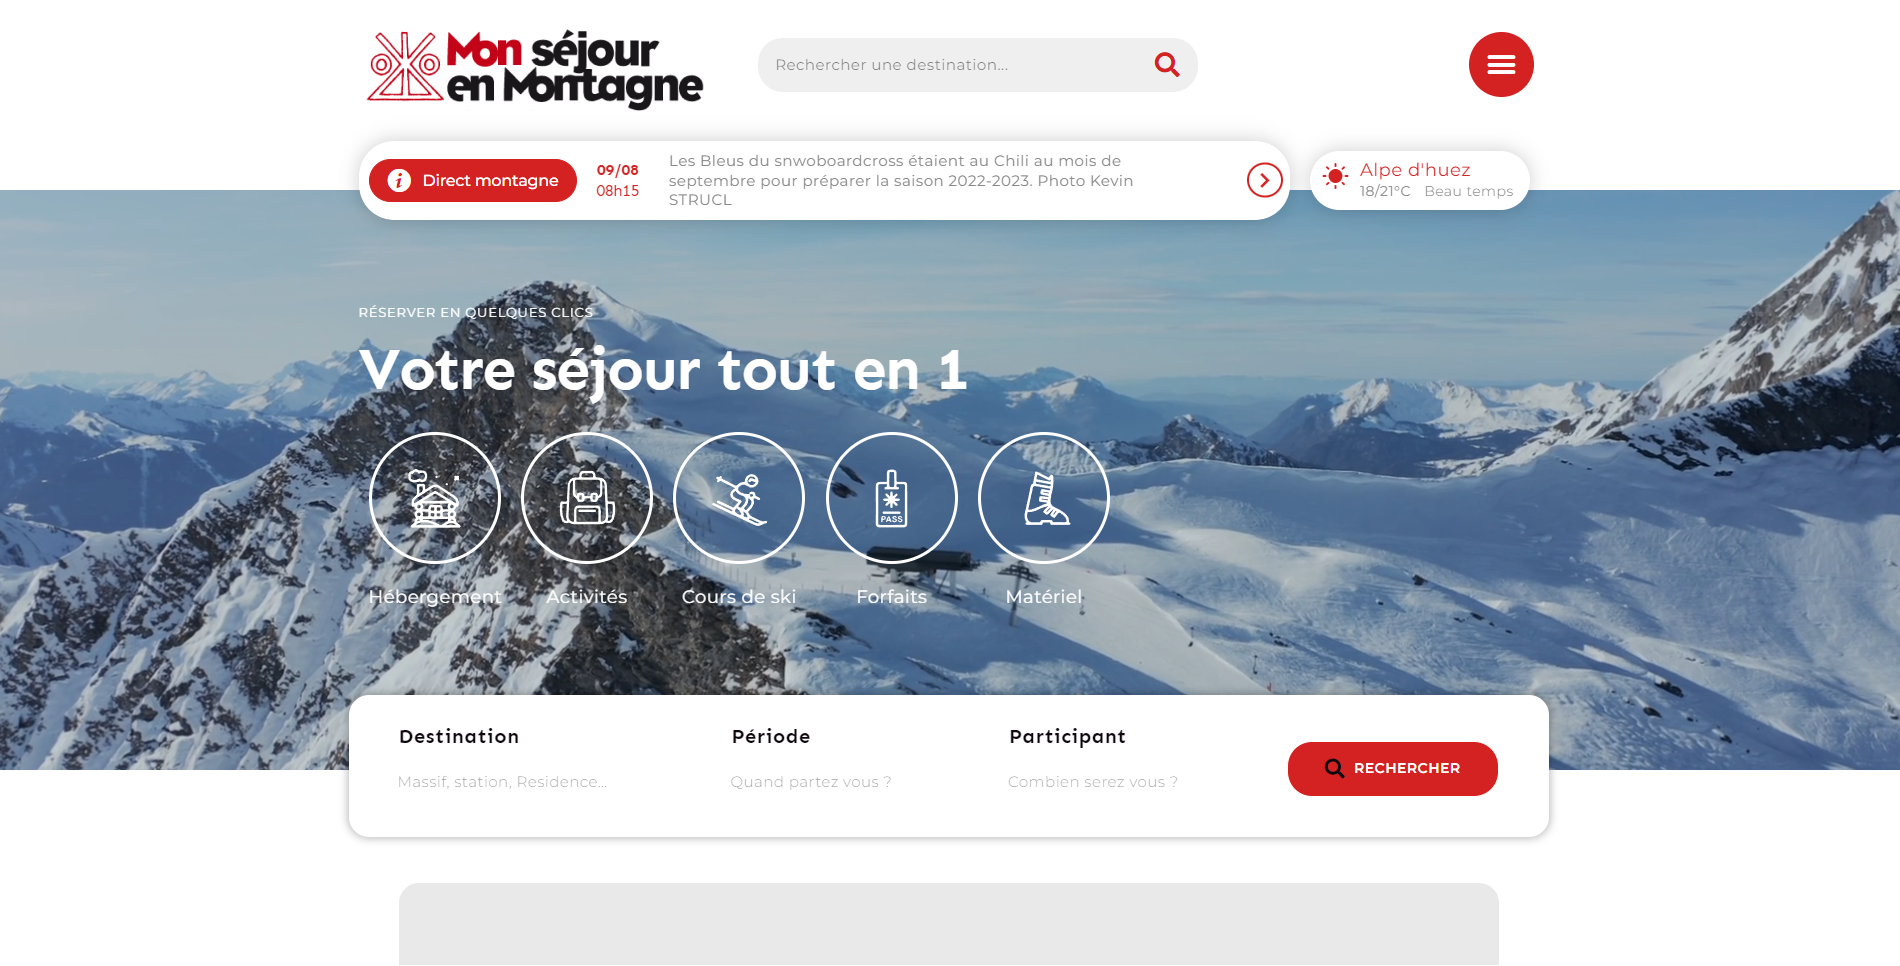 Mon séjour
en Montagne
Rechercher une destination...
Direct montagne
09/08
08h15
Les Bleus du snwoboardcross étaient au Chili au mois de
septembre pour préparer la saison 2022-2023. Photo Kevin
STRUCL
Alpe d'huez
18/21°C Beau temps
RÉSERVER EN QUELQUES CLICS
Votre séjour tout en 1
PASS
Hébergement
Activités
Cours de ski
Forfaits
Matériel
Destination
Massif, station, Residence...
Période
Quand partez vous ?
Participant
Combien serez vous ?
RECHERCHER